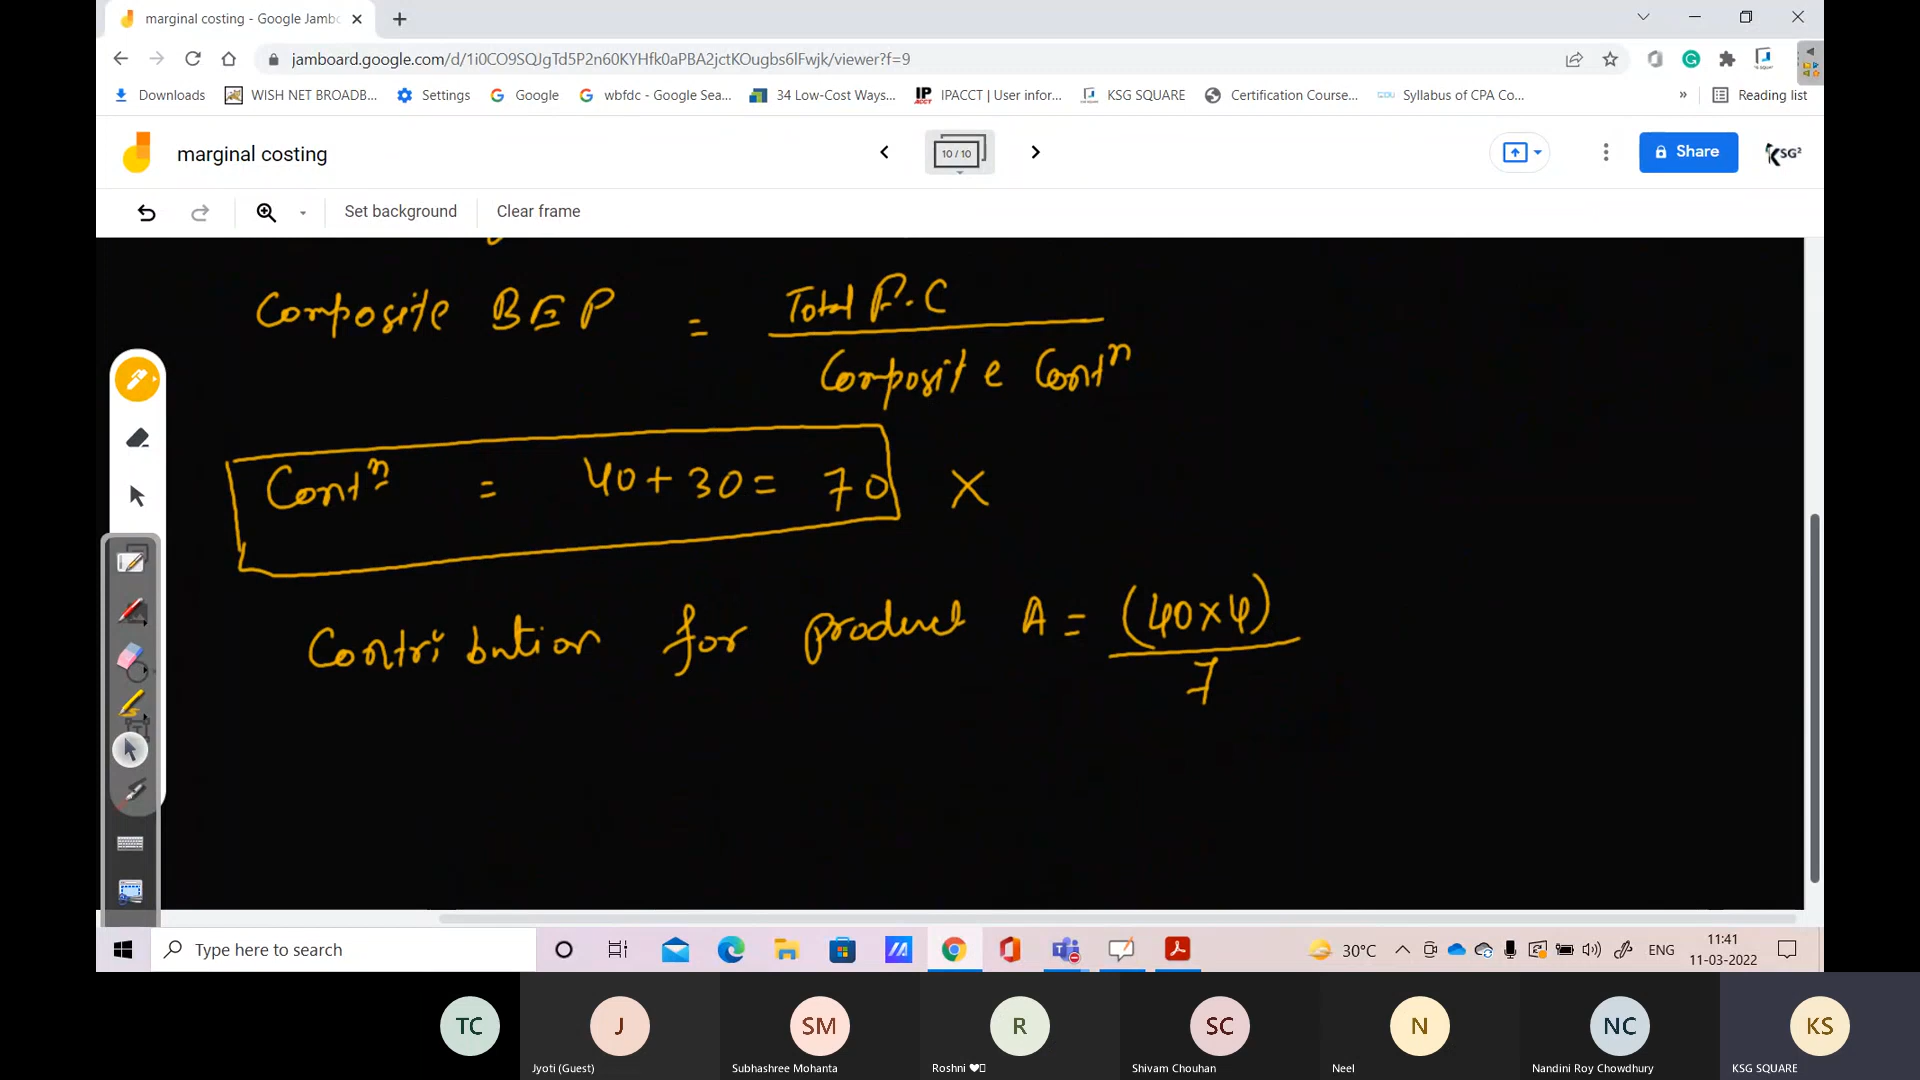 marginal costing - Google Jambo
jamboard.google.com/d/1i0CO9SQJgTd5P2n60KYHfk0aPBA2jctKOugbs6lFwjk/viewer?f=9
Downloads WISH NET BROADB... Settings Google wbfdc - Google Sea... 34 Low-Cost Ways... IPACCT | User infor... KSG SQUARE Certification Course... Syllabus of CPA Co... » Reading list
marginal costing
10 / 10
Share
KSG²
Set background Clear frame
Composite BEP = Total F.C
Composite Contⁿ
Contⁿ = 40 + 30 = 70 X
Contribution for product A = (40×4)
7
Type here to search
30°C ENG
11:41
11-03-2022
TC J SM R SC N NC KS
Jyoti (Guest) Subhashree Mohanta Roshni ❤ Shivam Chouhan Neel Nandini Roy Chowdhury KSG SQUARE